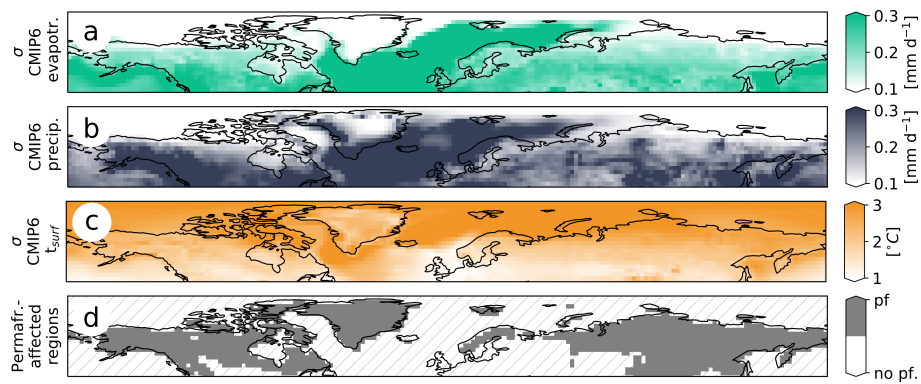 σ
CMIP6
evapotr.
a
0.3
0.2
0.1
[mm d⁻¹]
σ
CMIP6
precip.
b
0.3
0.2
0.1
[mm d⁻¹]
σ
CMIP6
t_surf
c
3
2
1
[°C]
Permafr.-
affected
regions
d
pf
no pf.